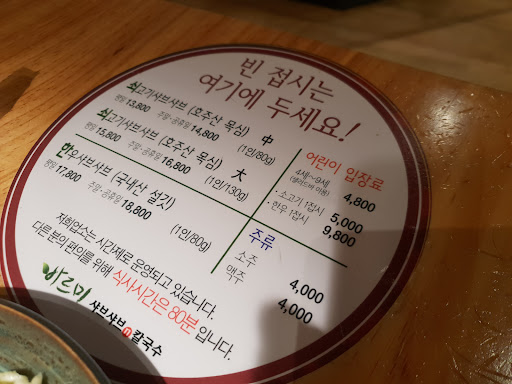 빈 접시는
여기에 두세요!
쇠고기샤브샤브 (호주산 목심) 中
평일 13,800 주말·공휴일 14,800 (1인/80g)
쇠고기샤브샤브 (호주산 목심) 大
평일 15,800 주말·공휴일 16,800 (1인/130g)
한우샤브샤브 (국내산 설깃)
평일 17,800 주말·공휴일 18,800 (1인/80g)
어린이 입장료
4세~9세 4,800
(샐러드바 이용)
· 소고기 1접시 5,000
· 한우 1접시 9,800
주류
소주 4,000
맥주 4,000
저희업소는 시간제로 운영되고 있습니다.
다른 분의 편의를 위해 식사시간은 80분 입니다.
바르미 샤브샤브n칼국수